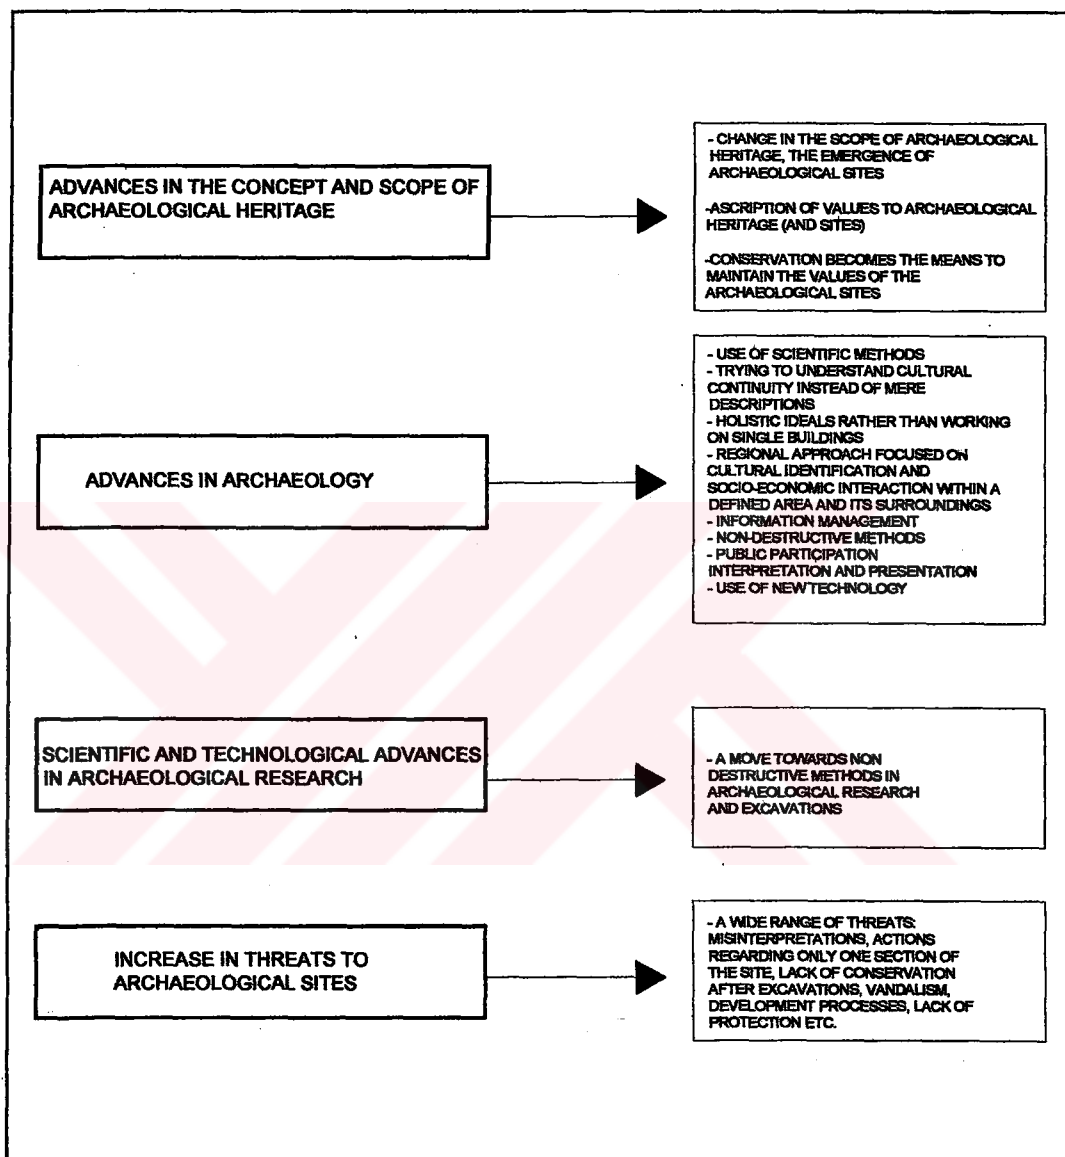 ADVANCES IN THE CONCEPT AND SCOPE OF
ARCHAEOLOGICAL HERITAGE
- CHANGE IN THE SCOPE OF ARCHAEOLOGICAL
HERITAGE, THE EMERGENCE OF
ARCHAEOLOGICAL SITES
-ASCRIPTION OF VALUES TO ARCHAEOLOGICAL
HERITAGE (AND SITES)
-CONSERVATION BECOMES THE MEANS TO
MAINTAIN THE VALUES OF THE
ARCHAEOLOGICAL SITES
ADVANCES IN ARCHAEOLOGY
- USE OF SCIENTIFIC METHODS
- TRYING TO UNDERSTAND CULTURAL
CONTINUITY INSTEAD OF MERE
DESCRIPTIONS
- HOLISTIC IDEALS RATHER THAN WORKING
ON SINGLE BUILDINGS
- REGIONAL APPROACH FOCUSED ON
CULTURAL IDENTIFICATION AND
SOCIO-ECONOMIC INTERACTION WITHIN A
DEFINED AREA AND ITS SURROUNDINGS
- INFORMATION MANAGEMENT
- NON-DESTRUCTIVE METHODS
- PUBLIC PARTICIPATION
INTERPRETATION AND PRESENTATION
- USE OF NEW TECHNOLOGY
SCIENTIFIC AND TECHNOLOGICAL ADVANCES
IN ARCHAEOLOGICAL RESEARCH
- A MOVE TOWARDS NON
DESTRUCTIVE METHODS IN
ARCHAEOLOGICAL RESEARCH
AND EXCAVATIONS
INCREASE IN THREATS TO
ARCHAEOLOGICAL SITES
- A WIDE RANGE OF THREATS:
MISINTERPRETATIONS, ACTIONS
REGARDING ONLY ONE SECTION OF
THE SITE, LACK OF CONSERVATION
AFTER EXCAVATIONS, VANDALISM,
DEVELOPMENT PROCESSES, LACK OF
PROTECTION ETC.